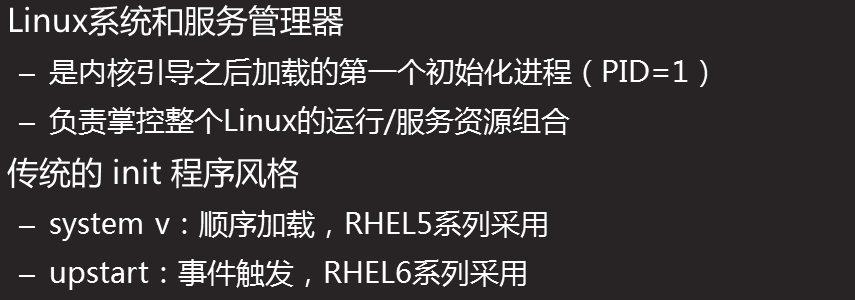 Linux系统和服务管理器
– 是内核引导之后加载的第一个初始化进程（PID=1）
– 负责掌控整个Linux的运行/服务资源组合
传统的 init 程序风格
– system v：顺序加载，RHEL5系列采用
– upstart：事件触发，RHEL6系列采用